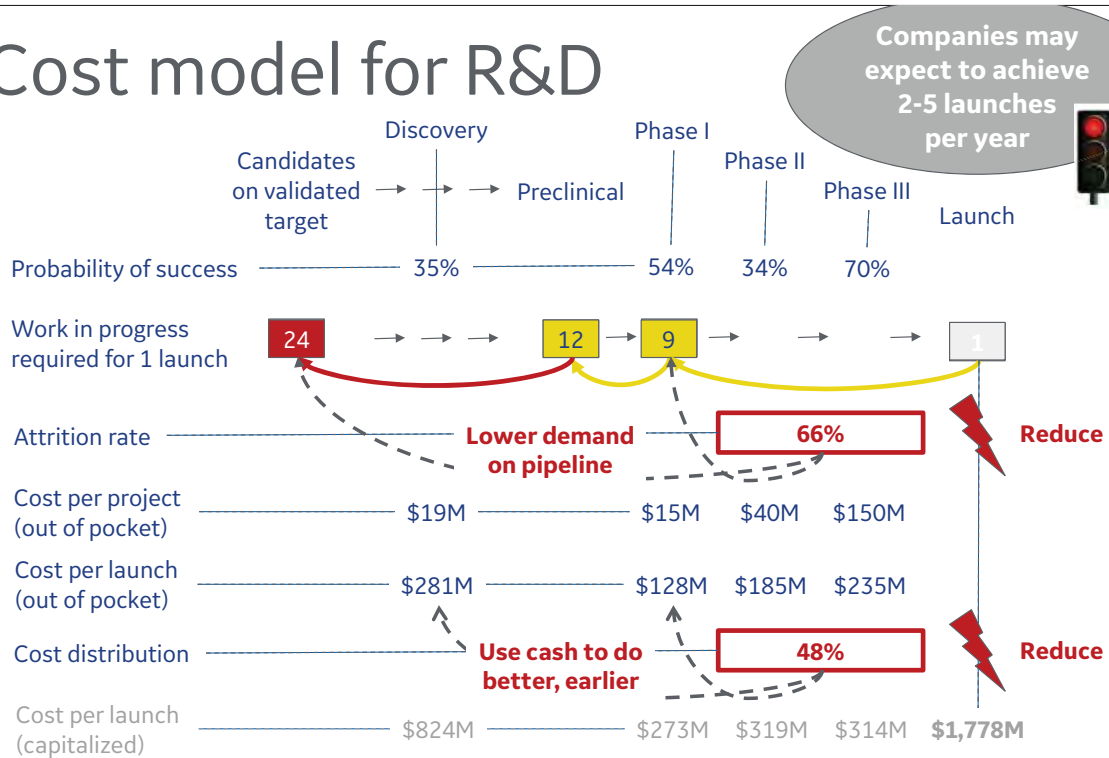 Cost model for R&D
Companies may
expect to achieve
2-5 launches
per year
Discovery
Phase I
Candidates
on validated
target
Preclinical
Phase II
Phase III
Launch
Probability of success 35% 54% 34% 70%
Work in progress
required for 1 launch
24 12 9 1
Attrition rate
Lower demand
on pipeline
66%
Reduce
Cost per project
(out of pocket)
$19M $15M $40M $150M
Cost per launch
(out of pocket)
$281M $128M $185M $235M
Cost distribution
Use cash to do
better, earlier
48%
Reduce
Cost per launch
(capitalized)
$824M $273M $319M $314M $1,778M